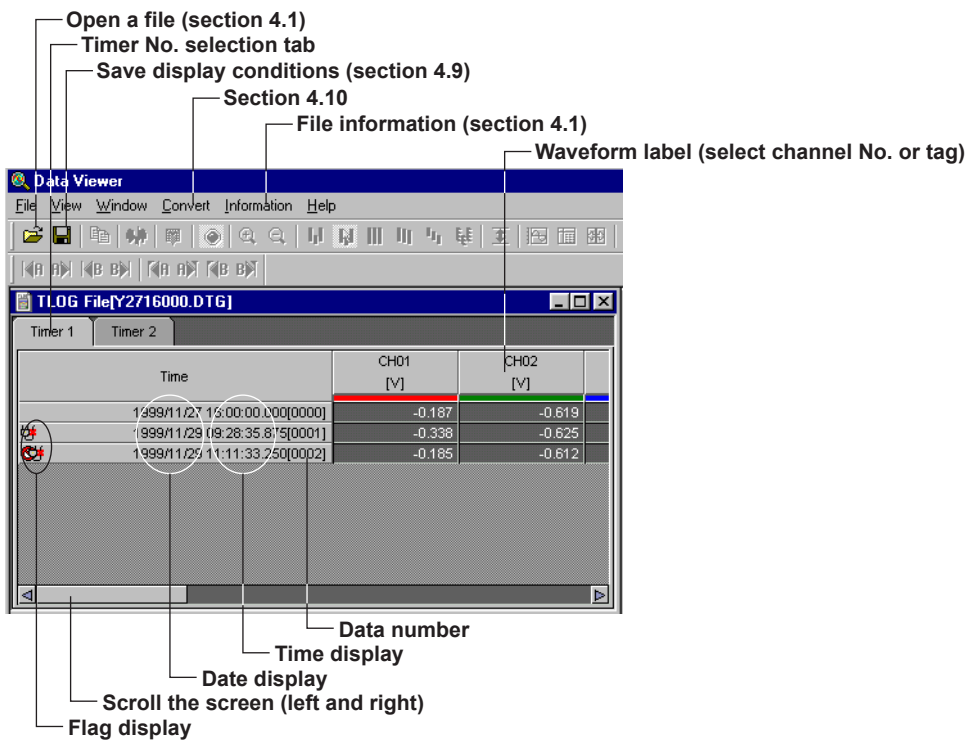 Open a file (section 4.1)
Timer No. selection tab
Save display conditions (section 4.9)
Section 4.10
File information (section 4.1)
Waveform label (select channel No. or tag)
Data Viewer
File View Window Convert Information Help
A A B B A A B B
TLOG File[Y2716000.DTG]
Timer 1 Timer 2
Time CH01 CH02
[V] [V]
1999/11/27 16:00:00.000[0000] -0.187 -0.619
1999/11/29 09:28:35.875[0001] -0.338 -0.625
1999/11/29 11:11:33.250[0002] -0.185 -0.612
Data number
Time display
Date display
Scroll the screen (left and right)
Flag display